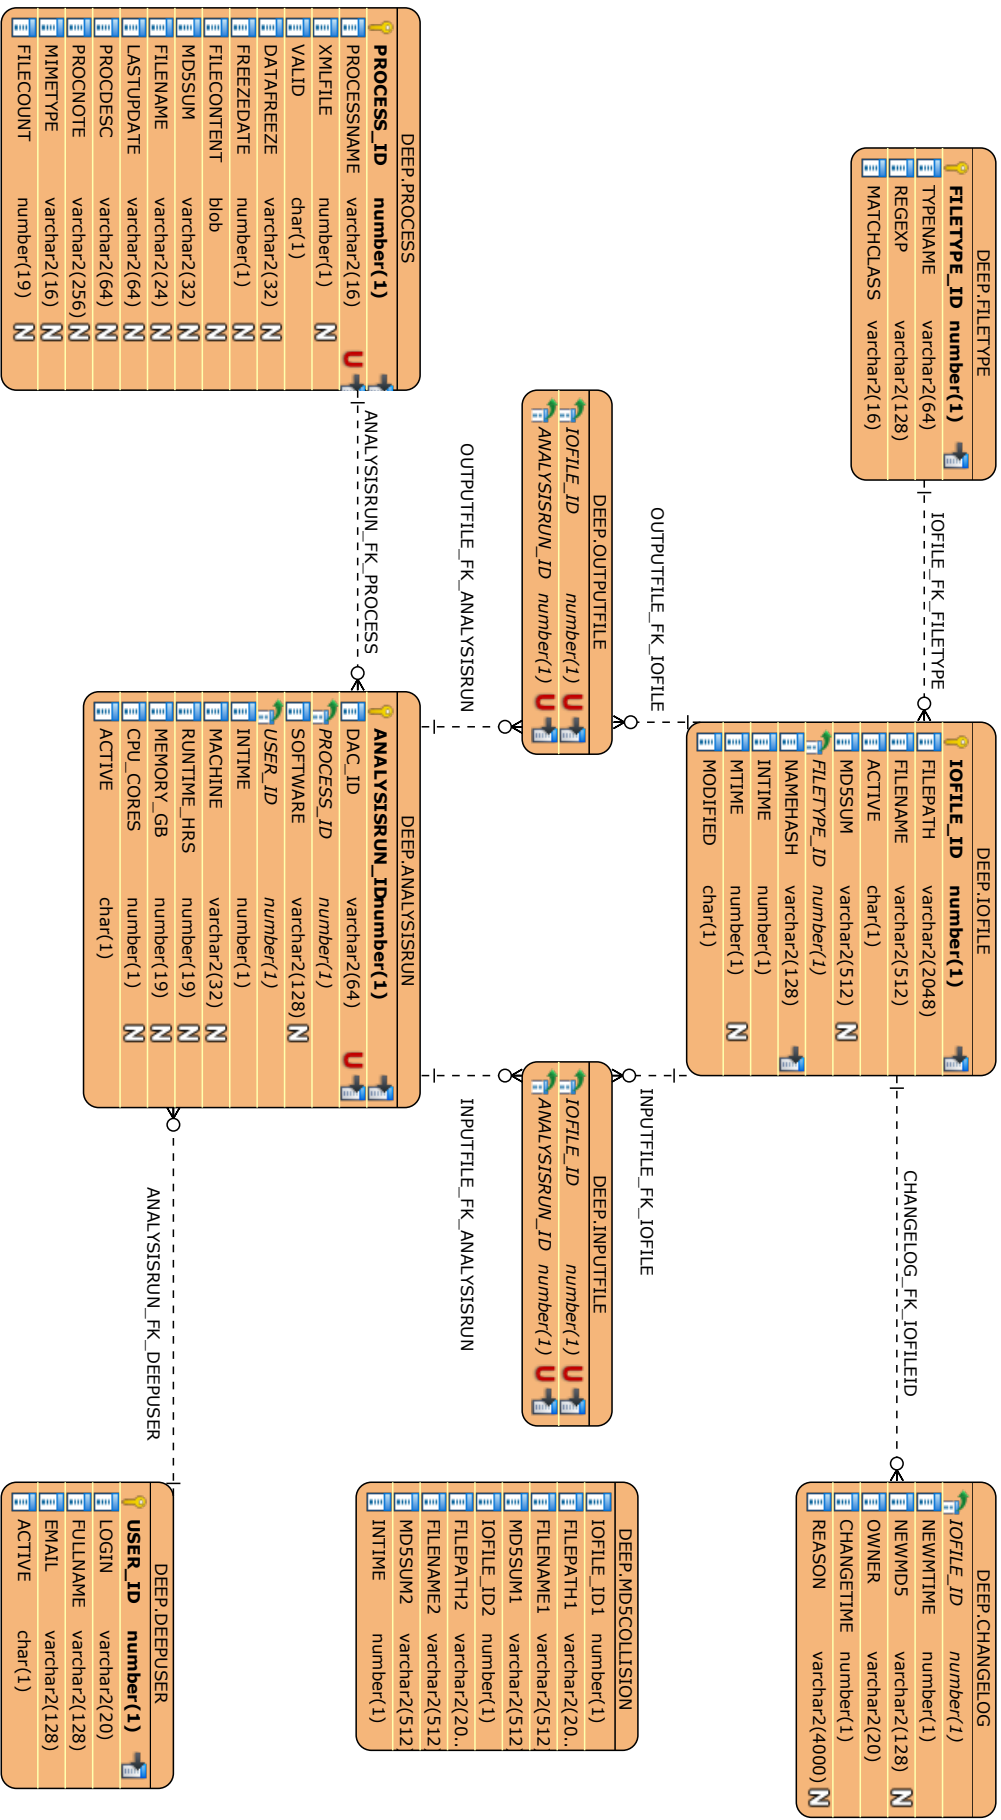 DEEP.FILETYPE
FILETYPE_ID number(1)
TYPENAME varchar2(64)
REGEXP varchar2(128)
MATCHCLASS varchar2(16)
IOFILE_FK_FILETYPE
DEEP.IOFILE
IOFILE_ID number(1)
FILEPATH varchar2(2048)
FILENAME varchar2(512)
ACTIVE char(1)
MD5SUM varchar2(512) N
FILETYPE_ID number(1)
NAMEHASH varchar2(128)
INTIME number(1)
MTIME number(1) N
MODIFIED char(1)
CHANGELOG_FK_IOFILEID
DEEP.CHANGELOG
IOFILE_ID number(1)
NEWMTIME number(1)
NEWMD5 varchar2(128) N
OWNER varchar2(20)
CHANGETIME number(1)
REASON varchar2(4000) N
OUTPUTFILE_FK_IOFILE
INPUTFILE_FK_IOFILE
DEEP.OUTPUTFILE
IOFILE_ID number(1) U
ANALYSISRUN_ID number(1) U
DEEP.INPUTFILE
IOFILE_ID number(1) U
ANALYSISRUN_ID number(1) U
DEEP.MD5COLLISION
IOFILE_ID1 number(1)
FILEPATH1 varchar2(20..
FILENAME1 varchar2(512
MD5SUM1 varchar2(512
IOFILE_ID2 number(1)
FILEPATH2 varchar2(20..
FILENAME2 varchar2(512
MD5SUM2 varchar2(512
INTIME number(1)
OUTPUTFILE_FK_ANALYSISRUN
INPUTFILE_FK_ANALYSISRUN
DEEP.PROCESS
PROCESS_ID number(1)
PROCESSNAME varchar2(16) U
XMLFILE number(1) N
VALID char(1)
DATAFREEZE varchar2(32) N
FREEZEDATE number(1)
FILECONTENT blob N
MD5SUM varchar2(32) N
FILENAME varchar2(24) N
LASTUPDATE varchar2(64) N
PROCDESC varchar2(64) N
PROCNOTE varchar2(256) N
MIMETYPE varchar2(16) N
FILECOUNT number(19) N
ANALYSISRUN_FK_PROCESS
DEEP.ANALYSISRUN
ANALYSISRUN_ID number(1)
DAC_ID varchar2(64) U
PROCESS_ID number(1)
SOFTWARE varchar2(128) N
USER_ID number(1)
INTIME number(1)
MACHINE varchar2(32) N
RUNTIME_HRS number(19) N
MEMORY_GB number(19) N
CPU_CORES number(1) N
ACTIVE char(1)
ANALYSISRUN_FK_DEEPUSER
DEEP.DEEPUSER
USER_ID number(1)
LOGIN varchar2(20)
FULLNAME varchar2(128)
EMAIL varchar2(128)
ACTIVE char(1)